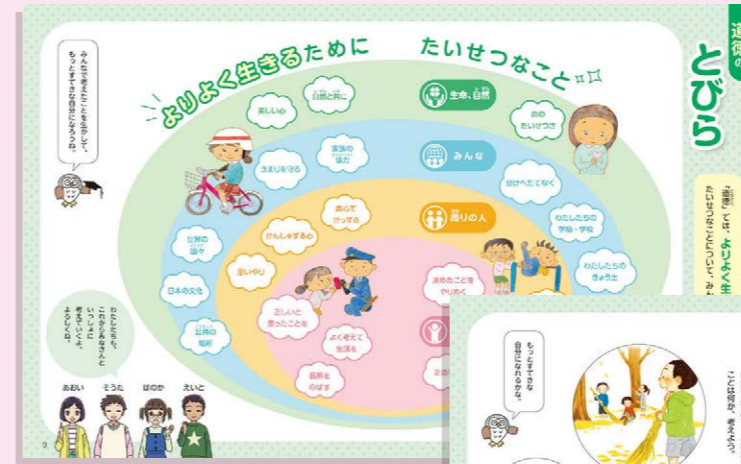 道徳の
とびら
「道徳」では、よりよく生
たいせつなことについて、みん
よりよく生きるために
たいせつなこと
みんなで考えたことを生かして、
もっとすてきな自分になろうね。
生命、自然
美しい心
自然と共に
命の
たいせつさ
みんな
きまりを守る
家族の
協力
分けへだてなく
わたしたちの
学級・学校
わたしたちの
きょう土
世界の
国々
日本の文化
公共の
場所
周りの人
真心で
せっする
かんしゃする心
思いやり
決めたことを
やりぬく
正しいと
思ったことを
よく考えて
生活を
長所を
のばす
わたしたちも、
これからみなさんと
いっしょに
考えていくよ。
よろしくね。
あおい
そうた
ほのか
えいと
3
もっとすてきな
自分になれるかな。
ことは何か、考えよう。